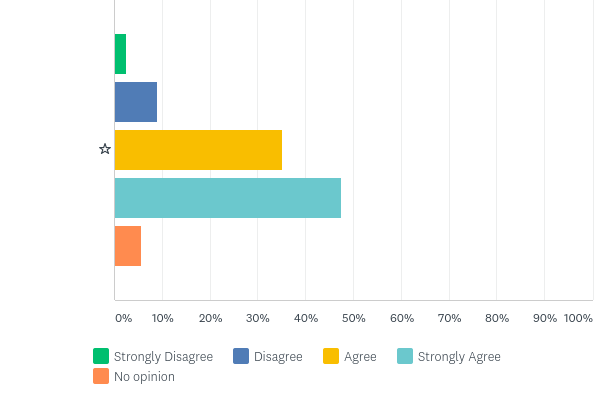 ☆
0% 10% 20% 30% 40% 50% 60% 70% 80% 90% 100%
Strongly Disagree Disagree Agree Strongly Agree
No opinion